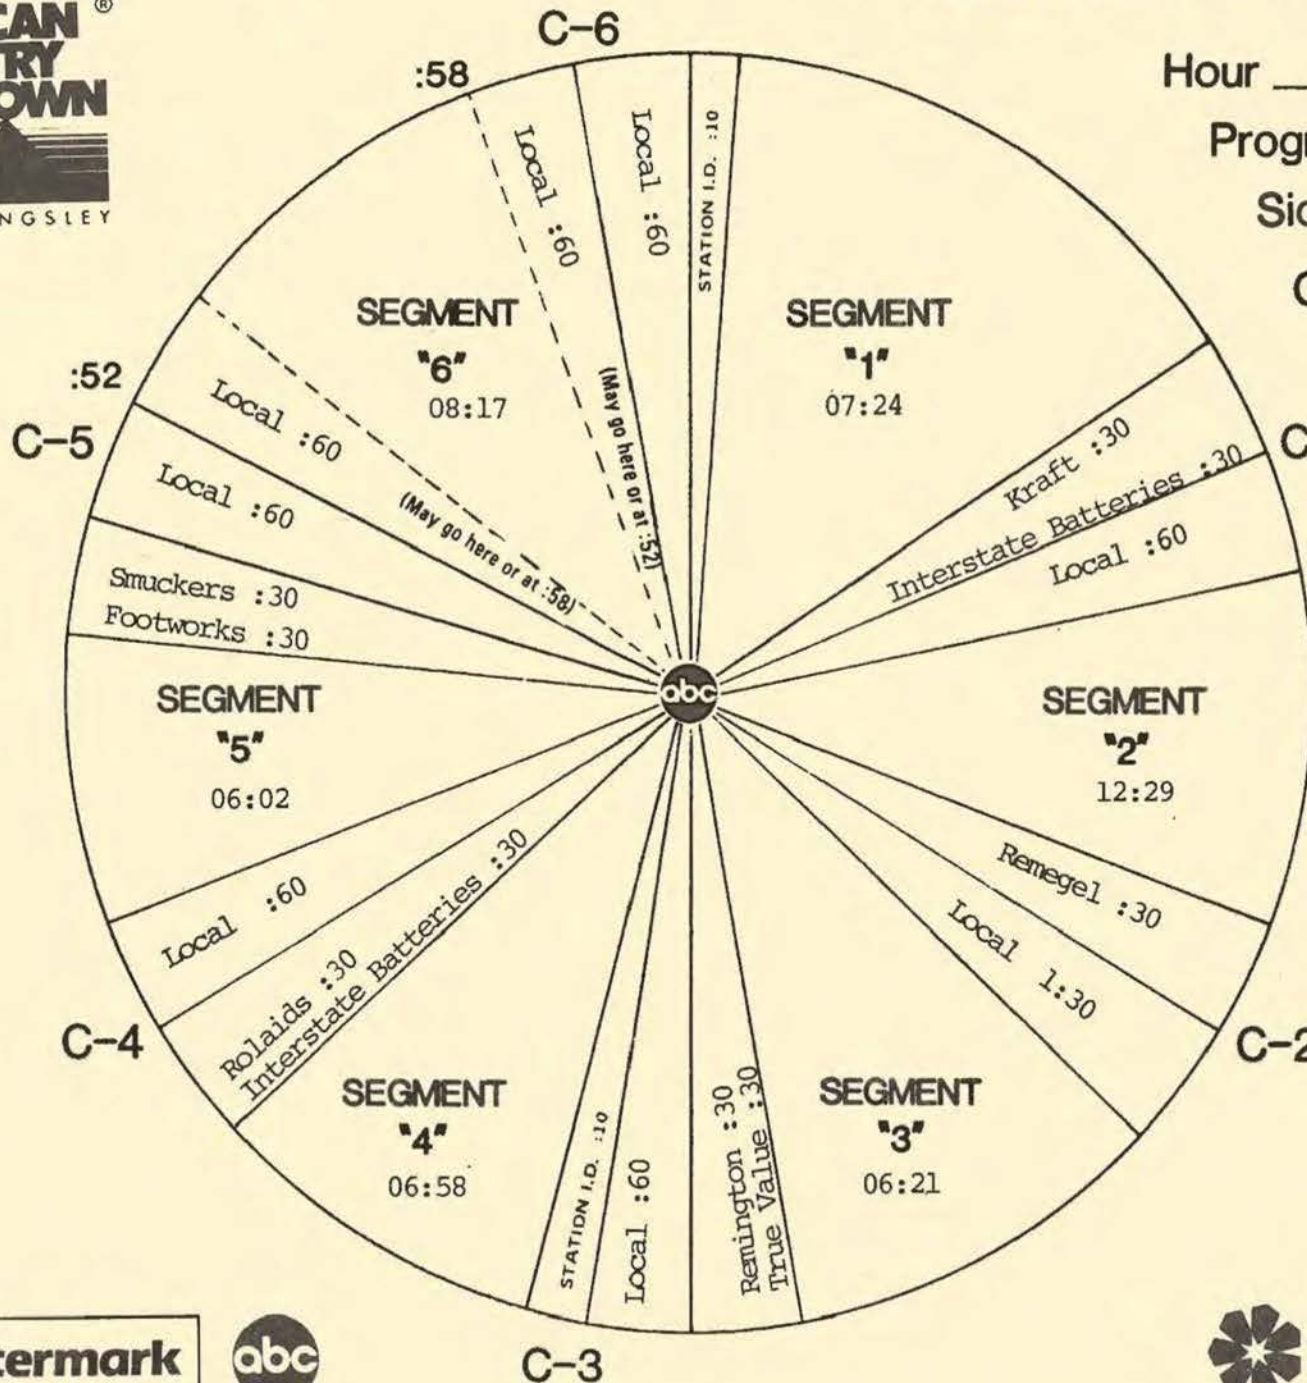 CAN ®
TRY
OWN
NGSLEY
C-6
:58
Hour
Local :60
Local :60
STATION I.D. :10
SEGMENT
"6"
08:17
(May go here or at :52)
SEGMENT
"1"
07:24
:52
C-5
Local :60
(May go here or at :58)
Local :60
Smuckers :30
Footworks :30
Kraft :30
Interstate Batteries :30
Local :60
abc
SEGMENT
"5"
06:02
SEGMENT
"2"
12:29
Local :60
Rolaids :30
Interstate Batteries :30
Remegel :30
Local 1:30
C-4
C-2
SEGMENT
"4"
06:58
STATION I.D. :10
Local :60
Remington :30
True Value :30
SEGMENT
"3"
06:21
termark
abc
C-3